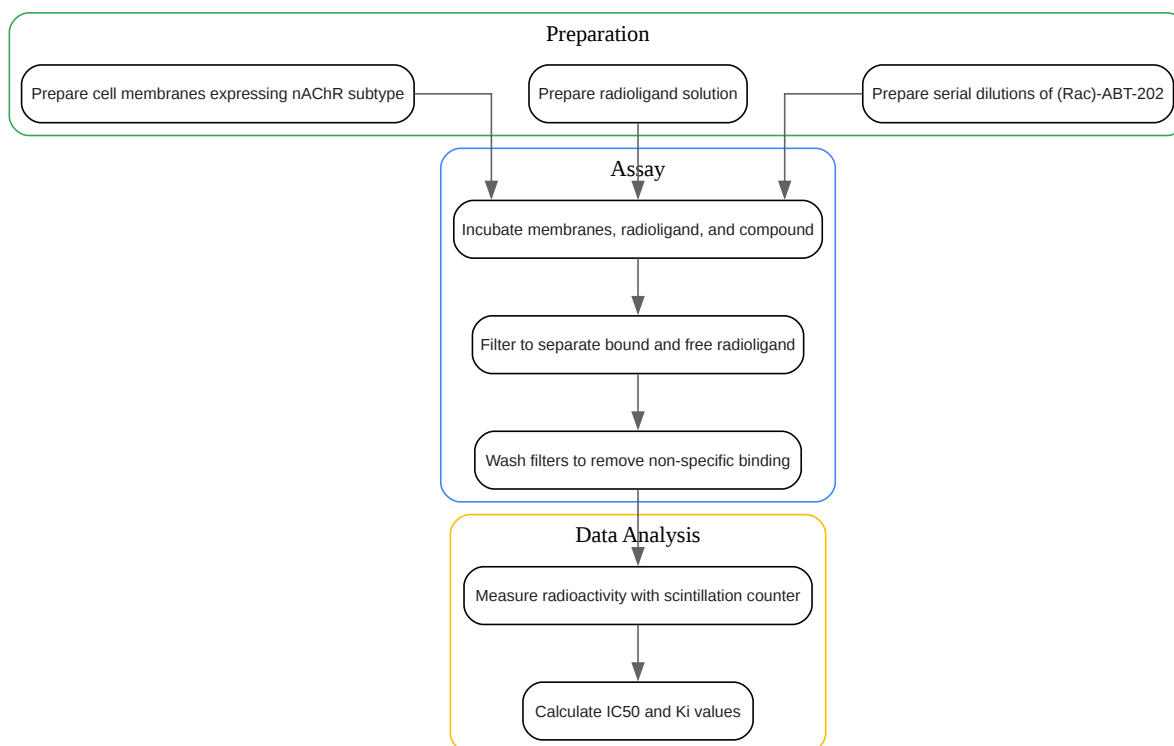 Preparation
Prepare cell membranes expressing nAChR subtype
Prepare radioligand solution
Prepare serial dilutions of (Rac)-ABT-202
Assay
Incubate membranes, radioligand, and compound
Filter to separate bound and free radioligand
Wash filters to remove non-specific binding
Data Analysis
Measure radioactivity with scintillation counter
Calculate IC50 and Ki values